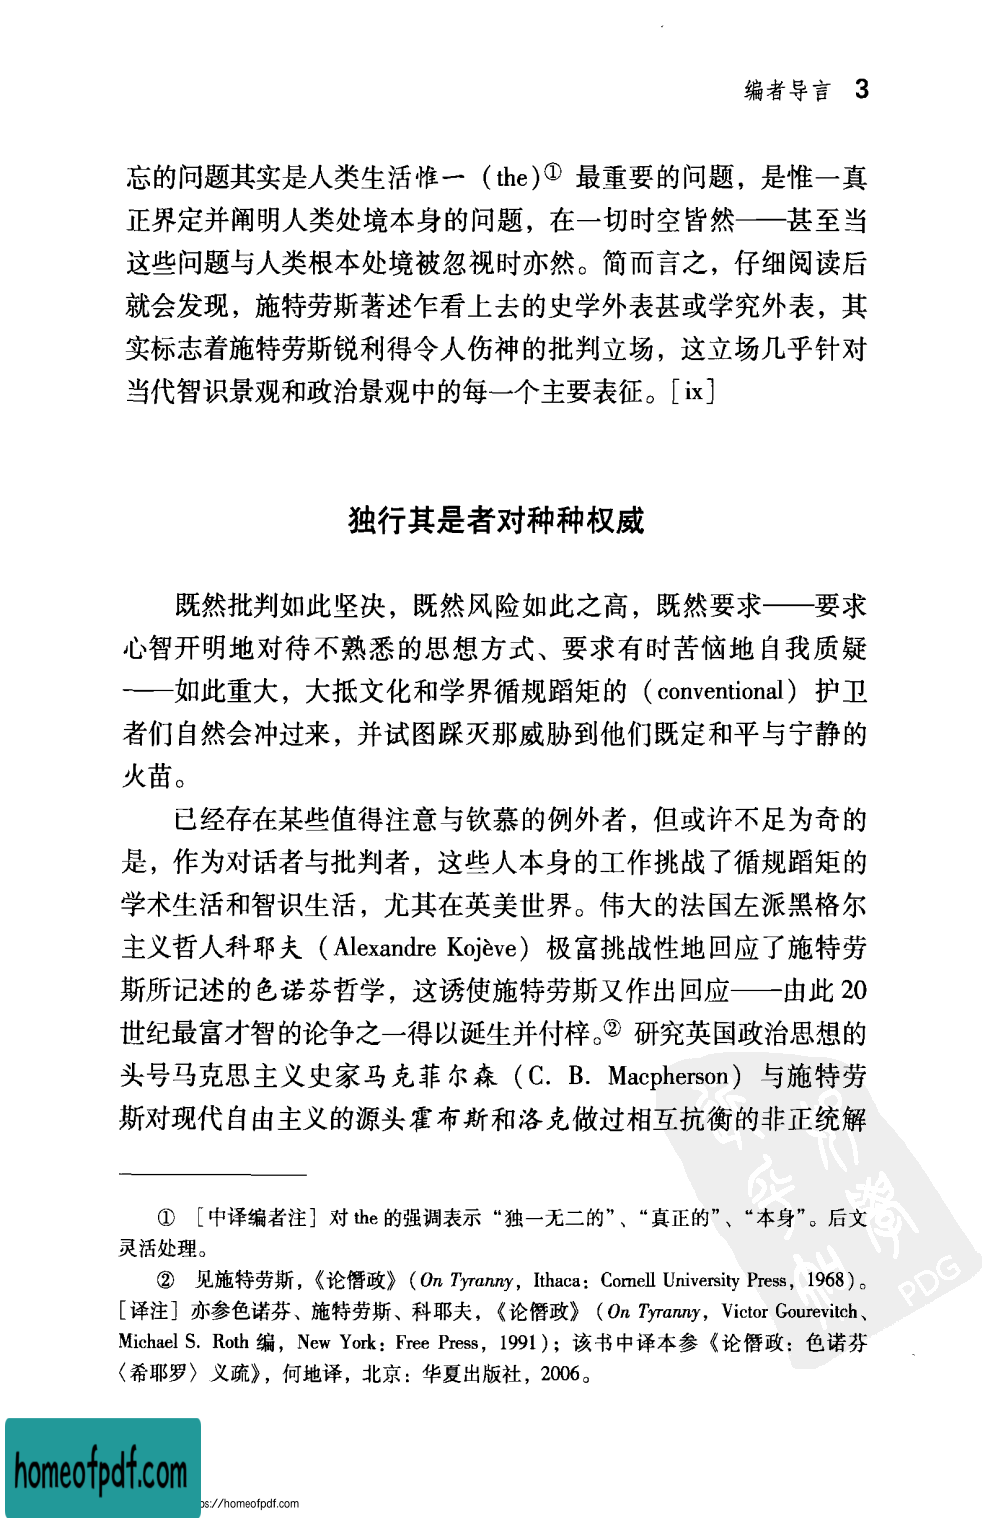 编者导言 3
忘的问题其实是人类生活惟一（the）① 最重要的问题，是惟一真
正界定并阐明人类处境本身的问题，在一切时空皆然——甚至当
这些问题与人类根本处境被忽视时亦然。简而言之，仔细阅读后
就会发现，施特劳斯著述乍看上去的史学外表甚或学究外表，其
实标志着施特劳斯锐利得令人伤神的批判立场，这立场几乎针对
当代智识景观和政治景观中的每一个主要表征。[ix]
独行其是者对种种权威
既然批判如此坚决，既然风险如此之高，既然要求——要求
心智开明地对待不熟悉的思想方式、要求有时苦恼地自我质疑
——如此重大，大抵文化和学界循规蹈矩的（conventional）护卫
者们自然会冲过来，并试图踩灭那威胁到他们既定和平与宁静的
火苗。
已经存在某些值得注意与钦慕的例外者，但或许不足为奇的
是，作为对话者与批判者，这些人本身的工作挑战了循规蹈矩的
学术生活和智识生活，尤其在英美世界。伟大的法国左派黑格尔
主义哲人科耶夫（Alexandre Kojève）极富挑战性地回应了施特劳
斯所记述的色诺芬哲学，这诱使施特劳斯又作出回应——由此 20
世纪最富才智的论争之一得以诞生并付梓。② 研究英国政治思想的
头号马克思主义史家马克菲尔森（C. B. Macpherson）与施特劳
斯对现代自由主义的源头霍布斯和洛克做过相互抗衡的非正统解
① ［中译编者注］对 the 的强调表示“独一无二的”、“真正的”、“本身”。后文
灵活处理。
② 见施特劳斯，《论僭政》（On Tyranny，Ithaca：Cornell University Press，1968）。
［译注］亦参色诺芬、施特劳斯、科耶夫，《论僭政》（On Tyranny，Victor Gourevitch、
Michael S. Roth 编，New York：Free Press，1991）；该书中译本参《论僭政：色诺芬
〈希耶罗〉义疏》，何地译，北京：华夏出版社，2006。
PDG
homeofpdf.com
ps://homeofpdf.com